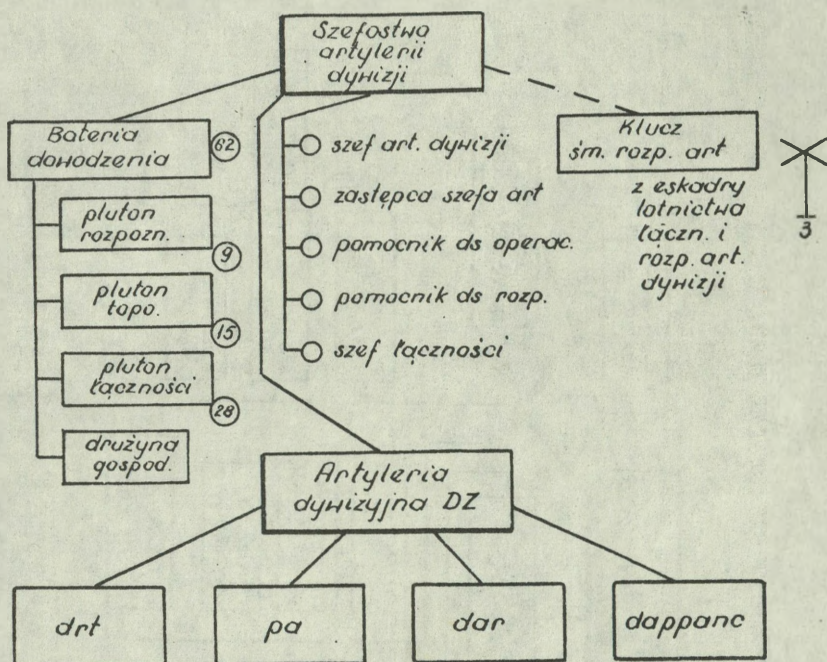 Szefostwo
artylerii
dywizji
Bateria
dowodzenia
62
pluton
rozpozn.
9
pluton
topo.
15
pluton
łączności
28
drużyna
gospod.
szef art. dywizji
zastępca szefa art
pomocnik ds operac.
pomocnik ds rozp.
szef łączności
Klucz
śm. rozp. art
z eskadry
lotnictwa
łączn. i
rozp. art.
dywizji
3
Artyleria
dywizyjna DZ
drt
pa
dar
dappanc